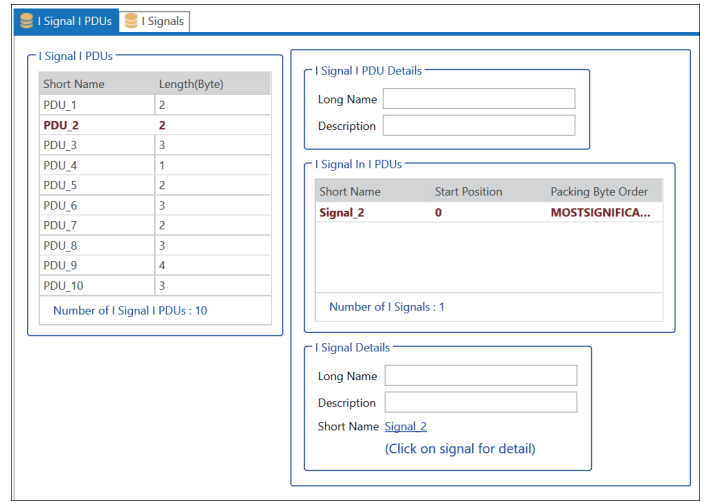 I Signal I PDUs
I Signals
I Signal I PDUs
Short Name Length(Byte)
PDU_1 2
PDU_2 2
PDU_3 3
PDU_4 1
PDU_5 2
PDU_6 3
PDU_7 2
PDU_8 3
PDU_9 4
PDU_10 3
Number of I Signal I PDUs : 10
I Signal I PDU Details
Long Name
Description
I Signal In I PDUs
Short Name Start Position Packing Byte Order
Signal_2 0 MOSTSIGNIFICA...
Number of I Signals : 1
I Signal Details
Long Name
Description
Short Name Signal_2
(Click on signal for detail)